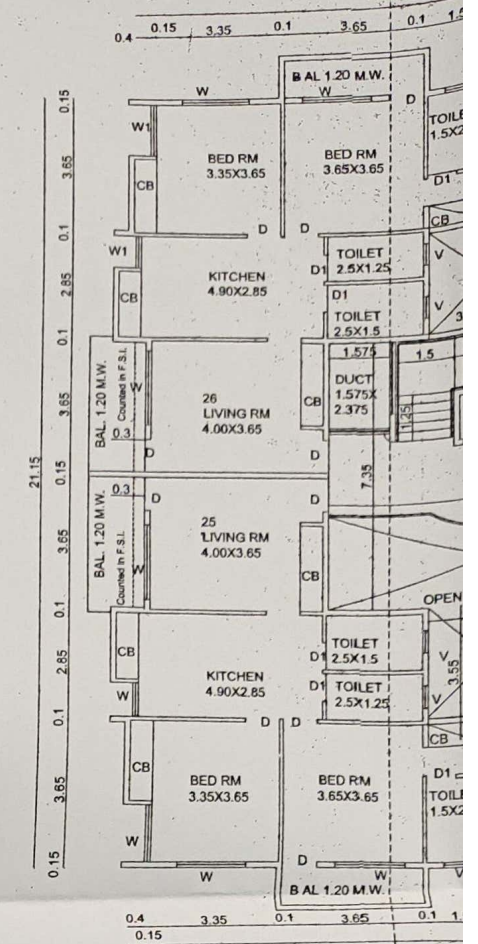 0.4 0.15 3.35 0.1 3.65 0.1 1.5
B AL 1.20 M.W.
W W D
0.15
W1
TOILE
1.5X2
3.65
BED RM
3.35X3.65
BED RM
3.65X3.65
CB
D1
CB
0.1
D D
W1
TOILET
2.5X1.25
V
D1
KITCHEN
4.90X2.85
2.85
CB
D1
V
TOILET
2.5X1.5
3
0.1
1.575 1.5
BAL. 1.20 M.W.
Counted in F.S.I.
W
3.65
26
LIVING RM
4.00X3.65
CB
DUCT
1.575X
2.375
1.25
0.3
D D
21.15
0.15
7.35
0.3
D D
BAL. 1.20 M.W.
Counted in F.S.I.
W
3.65
25
LIVING RM
4.00X3.65
CB
OPEN
0.1
CB
TOILET
2.5X1.5
D1
V
3.55
2.85
KITCHEN
4.90X2.85
D1
TOILET
2.5X1.25
V
W
0.1
D D
CB
CB
D1
3.65
BED RM
3.35X3.65
BED RM
3.65X3.65
TOILE
1.5X2
W
D
0.15
W W V
B AL 1.20 M.W.
0.4 3.35 0.1 3.65 0.1 1.
0.15